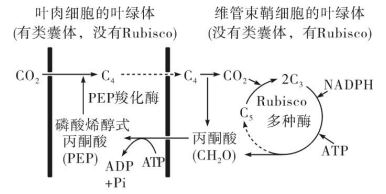 叶肉细胞的叶绿体 维管束鞘细胞的叶绿体
(有类囊体，没有Rubisco) (没有类囊体，有Rubisco)
CO₂ C₄ C₄ CO₂ 2C₃ NADPH
PEP羧化酶 Rubisco
C₅ 多种酶
磷酸烯醇式
丙酮酸 丙酮酸
(PEP) ATP (CH₂O) ATP
ADP
+Pi